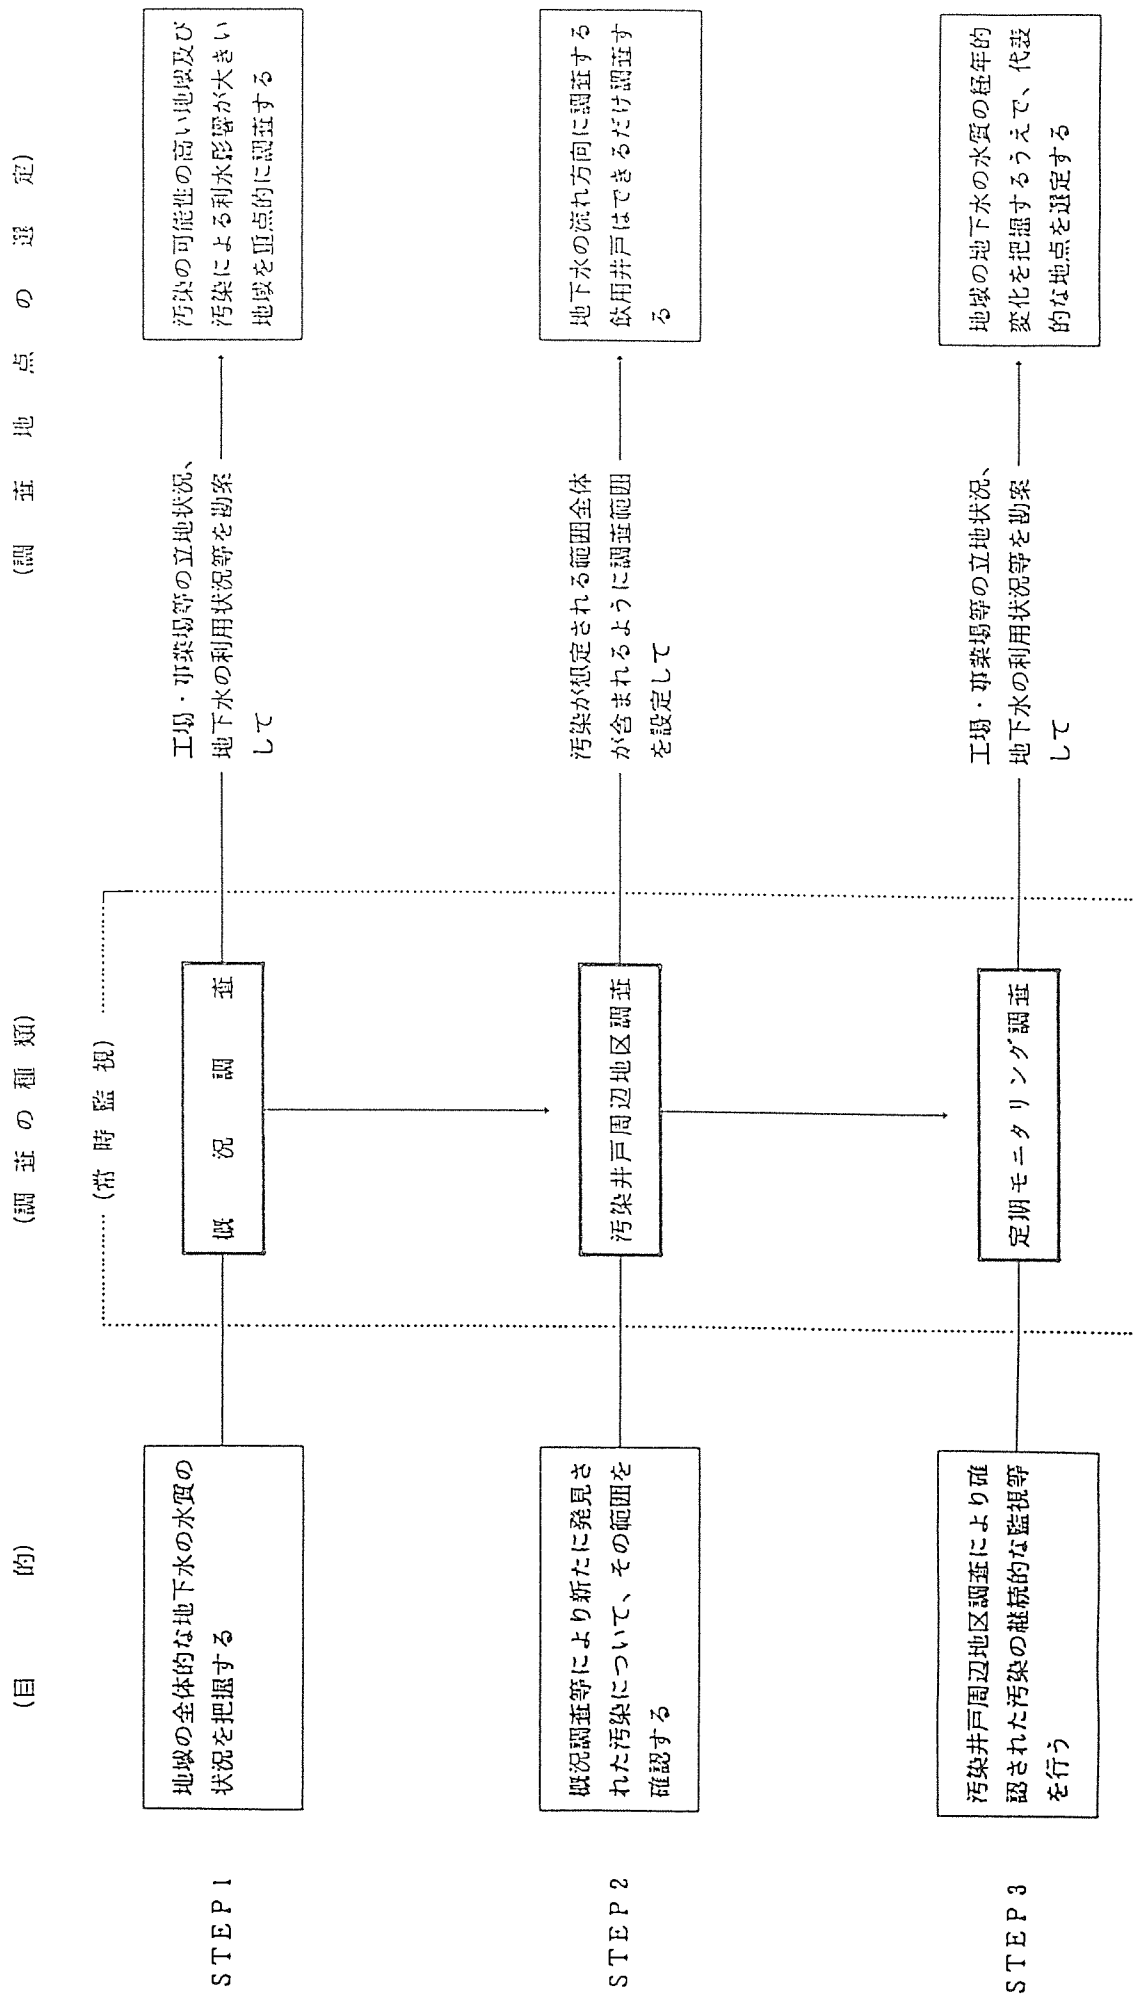 (目　　的)
(調 査 の 種 類)
(調 査 地 点 の 選 定)
(常 時 監 視)
STEP1
地域の全体的な地下水の水質の
状況を把握する
概 況 調 査
工場・事業場等の立地状況、
地下水の利用状況等を勘案
して
汚染の可能性の高い地域及び
汚染による利水影響が大きい
地域を重点的に調査する
STEP2
概況調査等により新たに発見さ
れた汚染について、その範囲を
確認する
汚染井戸周辺地区調査
汚染が想定される範囲全体
が含まれるように調査範囲
を設定して
地下水の流れ方向に調査する
飲用井戸はできるだけ調査す
る
STEP3
汚染井戸周辺地区調査により確
認された汚染の継続的な監視等
を行う
定期モニタリング調査
工場・事業場等の立地状況、
地下水の利用状況等を勘案
して
地域の地下水の水質の経年的
変化を把握するうえで、代表
的な地点を選定する